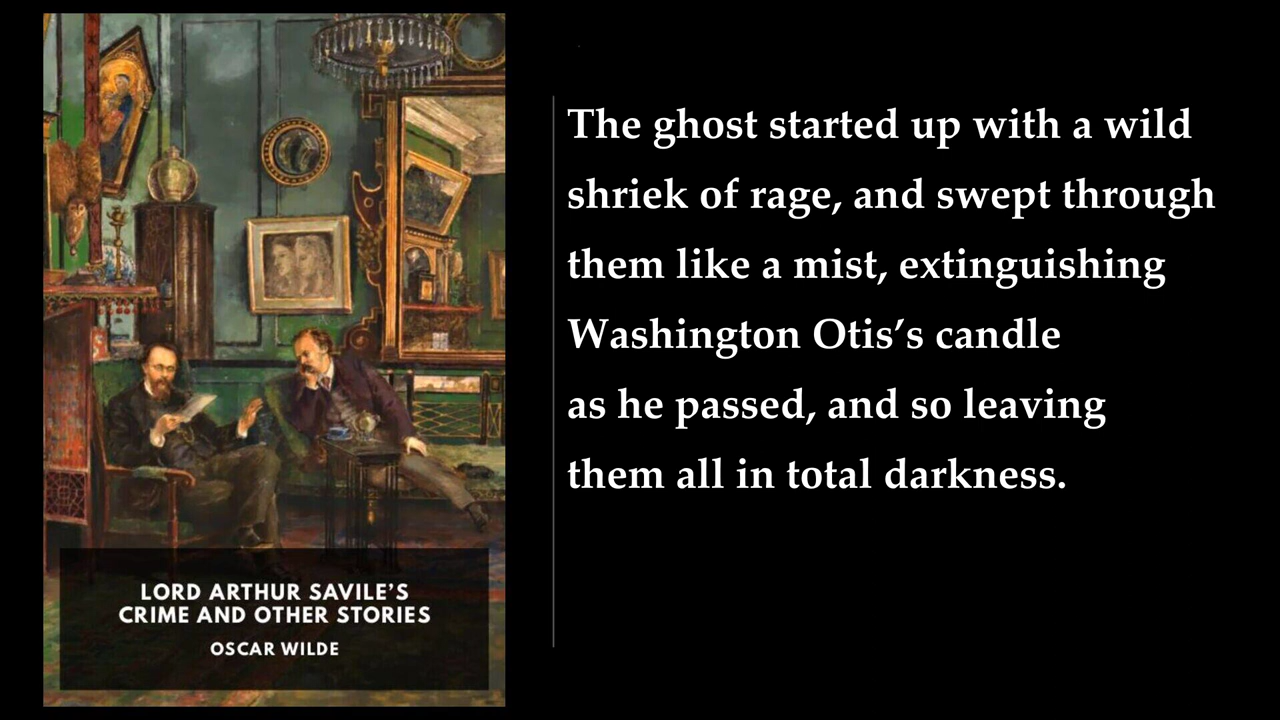 The ghost started up with a wild
shriek of rage, and swept through
them like a mist, extinguishing
Washington Otis’s candle
as he passed, and so leaving
them all in total darkness.
LORD ARTHUR SAVILE’S
CRIME AND OTHER STORIES
OSCAR WILDE